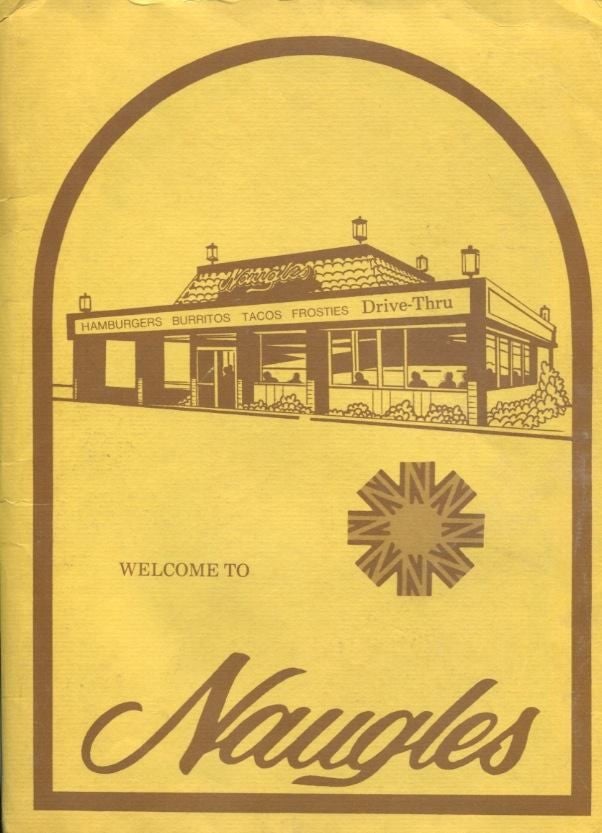 Naugles
HAMBURGERS BURRITOS TACOS FROSTIES Drive-Thru
WELCOME TO
Naugles